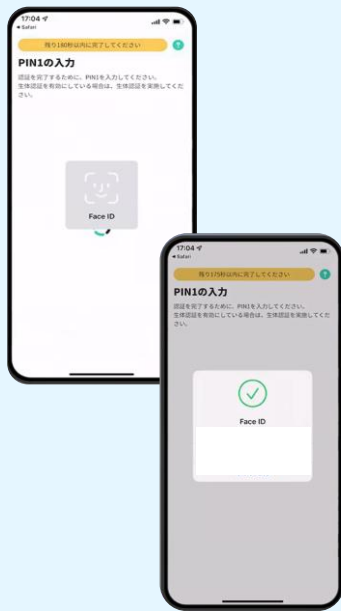 17:04
Safari
残り180秒以内に完了してください
PIN1の入力
認証を完了するために、PIN1を入力してください。
生体認証を有効にしている場合は、生体認証を実施してくだ
さい。
Face ID
17:04
Safari
残り175秒以内に完了してください
PIN1の入力
認証を完了するために、PIN1を入力してください。
生体認証を有効にしている場合は、生体認証を実施してくだ
さい。
Face ID